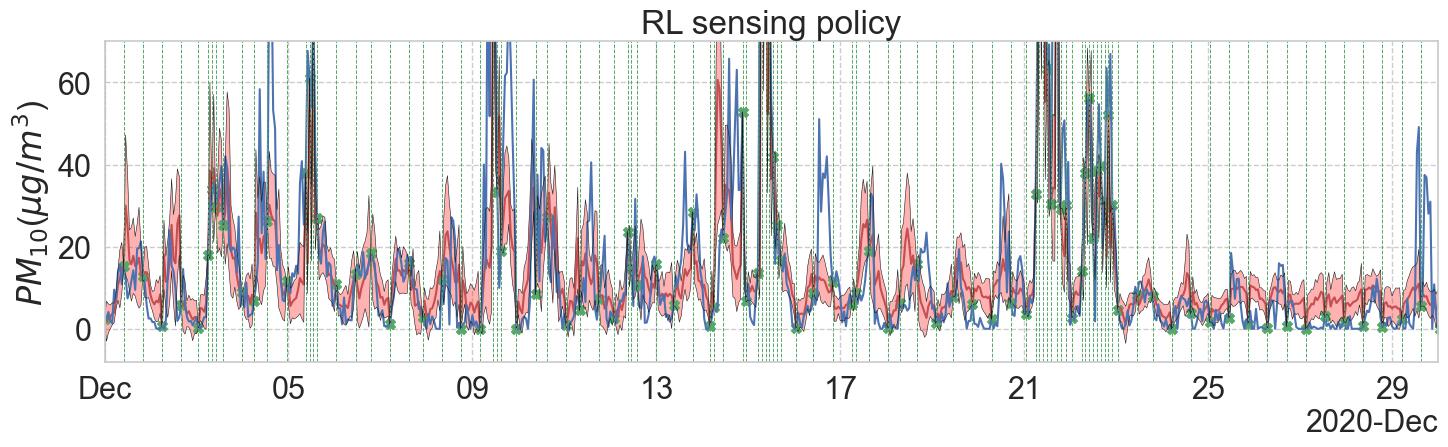 RL sensing policy
PM₁₀(μg/m³)
60
40
20
0
Dec 05 09 13 17 21 25 29
2020-Dec